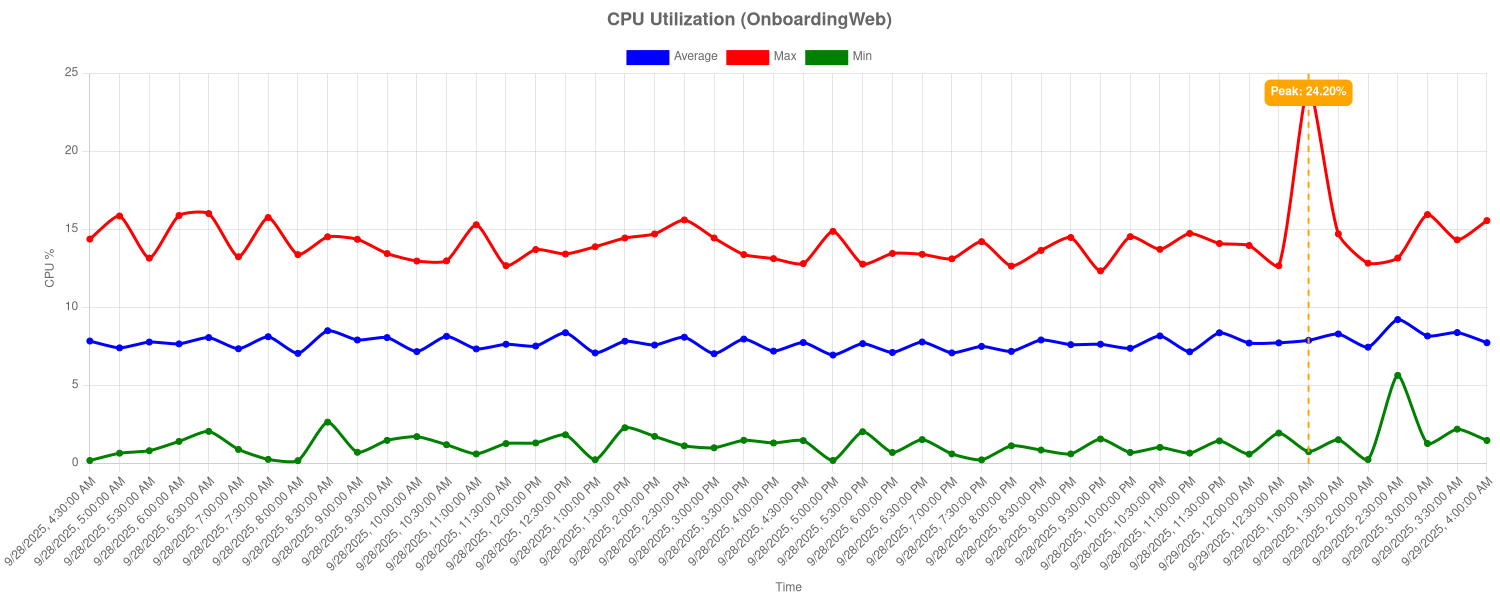 CPU Utilization (OnboardingWeb)
Average Max Min
25
Peak: 24.20%
20
15
CPU %
10
5
0
9/28/2025, 4:30:00 AM
9/28/2025, 5:00:00 AM
9/28/2025, 5:30:00 AM
9/28/2025, 6:00:00 AM
9/28/2025, 6:30:00 AM
9/28/2025, 7:00:00 AM
9/28/2025, 7:30:00 AM
9/28/2025, 8:00:00 AM
9/28/2025, 8:30:00 AM
9/28/2025, 9:00:00 AM
9/28/2025, 9:30:00 AM
9/28/2025, 10:00:00 AM
9/28/2025, 10:30:00 AM
9/28/2025, 11:00:00 AM
9/28/2025, 11:30:00 AM
9/28/2025, 12:00:00 PM
9/28/2025, 12:30:00 PM
9/28/2025, 1:00:00 PM
9/28/2025, 1:30:00 PM
9/28/2025, 2:00:00 PM
9/28/2025, 2:30:00 PM
9/28/2025, 3:00:00 PM
9/28/2025, 3:30:00 PM
9/28/2025, 4:00:00 PM
9/28/2025, 4:30:00 PM
9/28/2025, 5:00:00 PM
9/28/2025, 5:30:00 PM
9/28/2025, 6:00:00 PM
9/28/2025, 6:30:00 PM
9/28/2025, 7:00:00 PM
9/28/2025, 7:30:00 PM
9/28/2025, 8:00:00 PM
9/28/2025, 8:30:00 PM
9/28/2025, 9:00:00 PM
9/28/2025, 9:30:00 PM
9/28/2025, 10:00:00 PM
9/28/2025, 10:30:00 PM
9/28/2025, 11:00:00 PM
9/28/2025, 11:30:00 PM
9/29/2025, 12:00:00 AM
9/29/2025, 12:30:00 AM
9/29/2025, 1:00:00 AM
9/29/2025, 1:30:00 AM
9/29/2025, 2:00:00 AM
9/29/2025, 2:30:00 AM
9/29/2025, 3:00:00 AM
9/29/2025, 3:30:00 AM
9/29/2025, 4:00:00 AM
Time